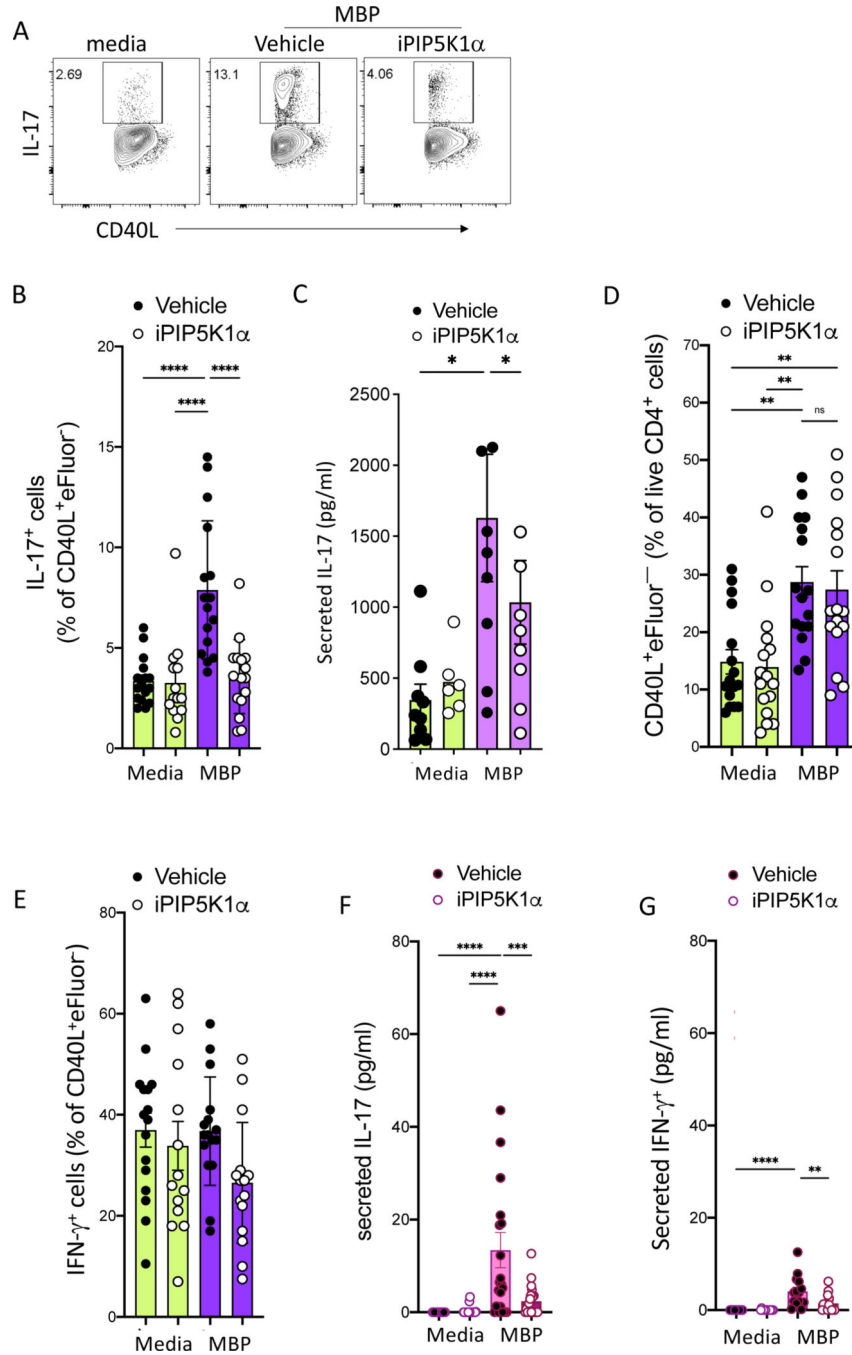 A
MBP
media
Vehicle
iPIP5K1α
2.69
13.1
4.06
IL-17
CD40L
B
Vehicle
iPIP5K1α
20
15
10
5
0
****
****
****
IL-17⁺ cells
(% of CD40L⁺eFluor⁻)
Media
MBP
C
Vehicle
iPIP5K1α
2500
2000
1500
1000
500
0
*
*
Secreted IL-17 (pg/ml)
Media
MBP
D
Vehicle
iPIP5K1α
70
60
50
40
30
20
10
0
**
**
**
ns
CD40L⁺eFluor⁻ (% of live CD4⁺ cells)
Media
MBP
E
Vehicle
iPIP5K1α
80
60
40
20
0
IFN-γ⁺ cells (% of CD40L⁺eFluor⁻)
Media
MBP
F
Vehicle
iPIP5K1α
80
60
40
20
0
****
***
****
secreted IL-17 (pg/ml)
Media
MBP
G
Vehicle
iPIP5K1α
80
60
40
20
0
****
**
Secreted IFN-γ⁺ (pg/ml)
Media
MBP